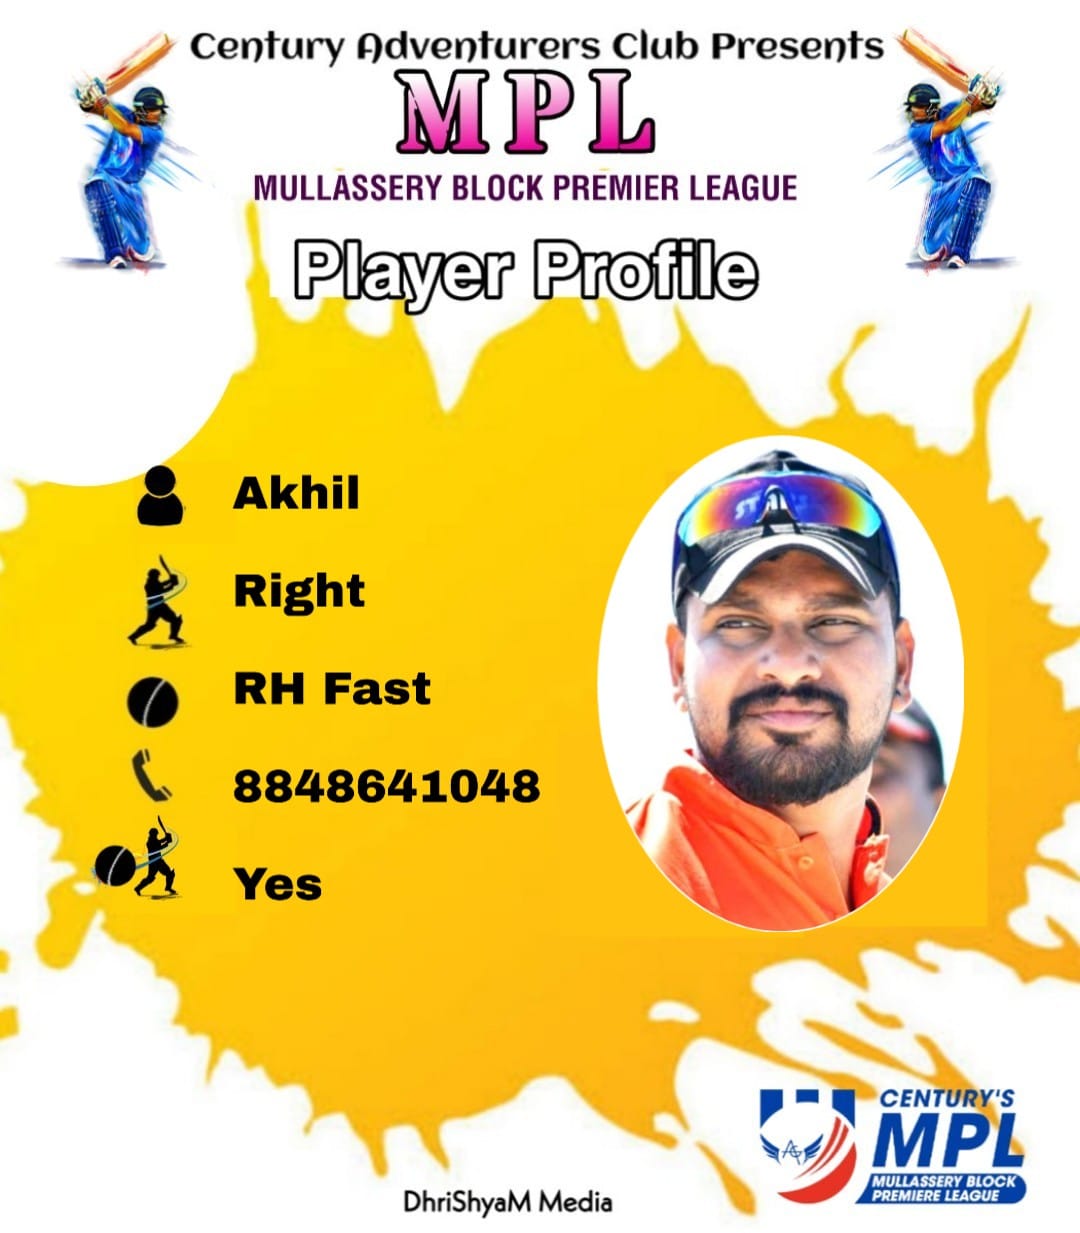 Century Adventurers Club Presents
MPL
MULLASSERY BLOCK PREMIER LEAGUE
Player Profile
Akhil
Right
RH Fast
8848641048
Yes
CENTURY'S
MPL
MULLASSERY BLOCK
PREMIERE LEAGUE
DhriShyaM Media